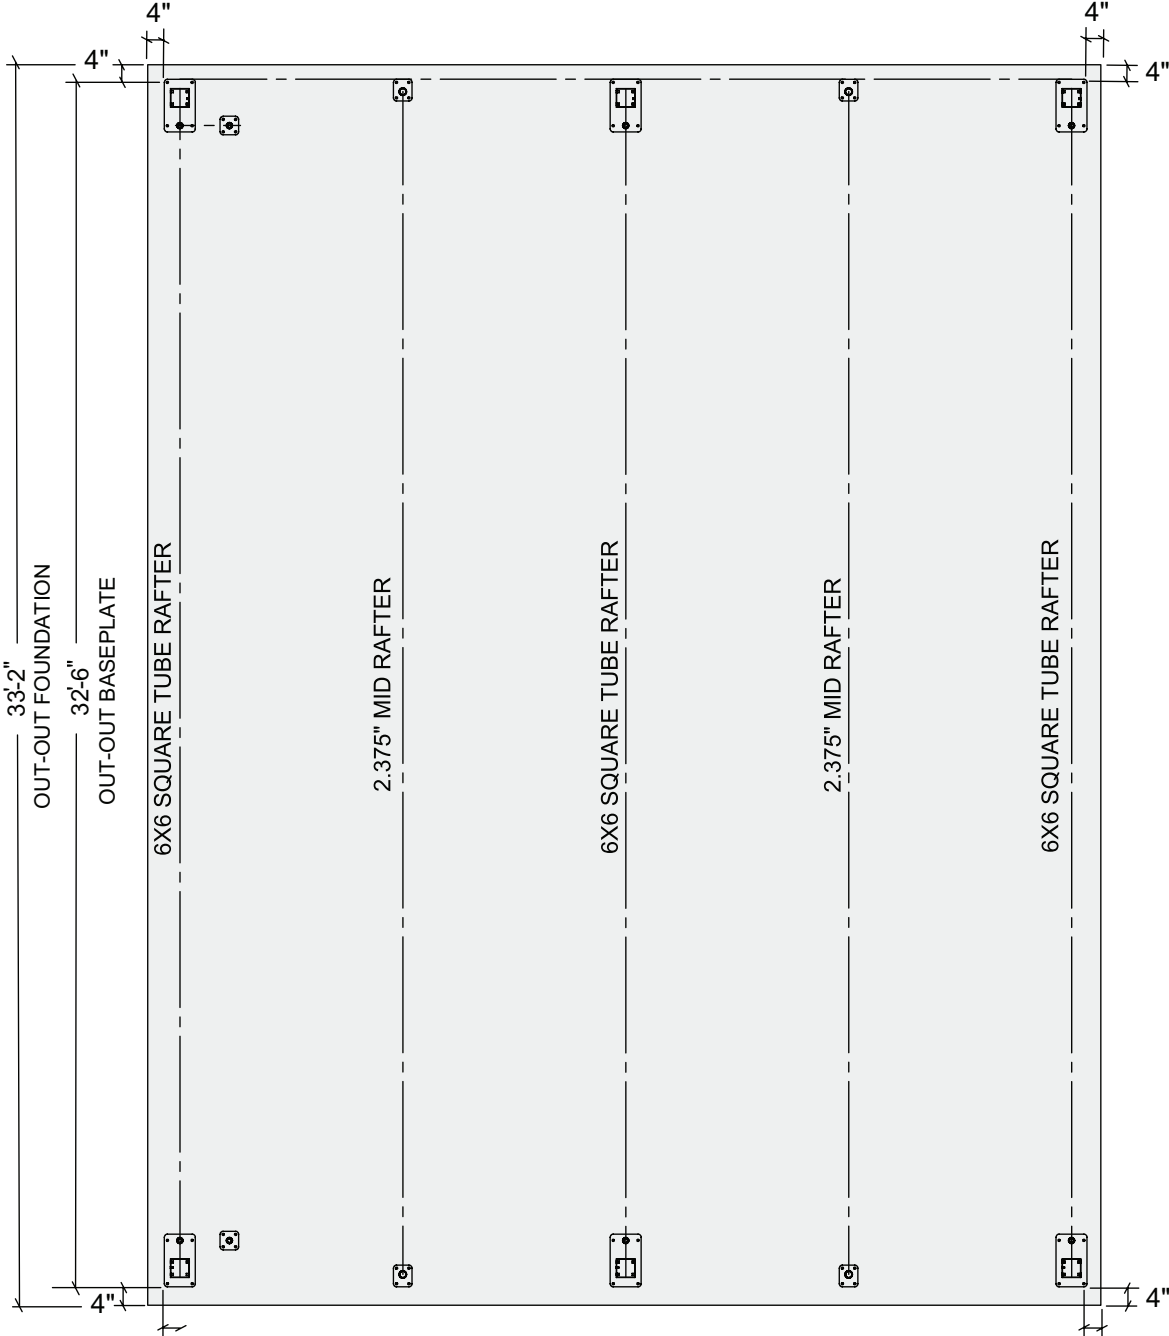 4"
4"
4"
4"
33'-2"
OUT-OUT FOUNDATION
32'-6"
OUT-OUT BASEPLATE
6X6 SQUARE TUBE RAFTER
2.375" MID RAFTER
6X6 SQUARE TUBE RAFTER
2.375" MID RAFTER
6X6 SQUARE TUBE RAFTER
4"
4"